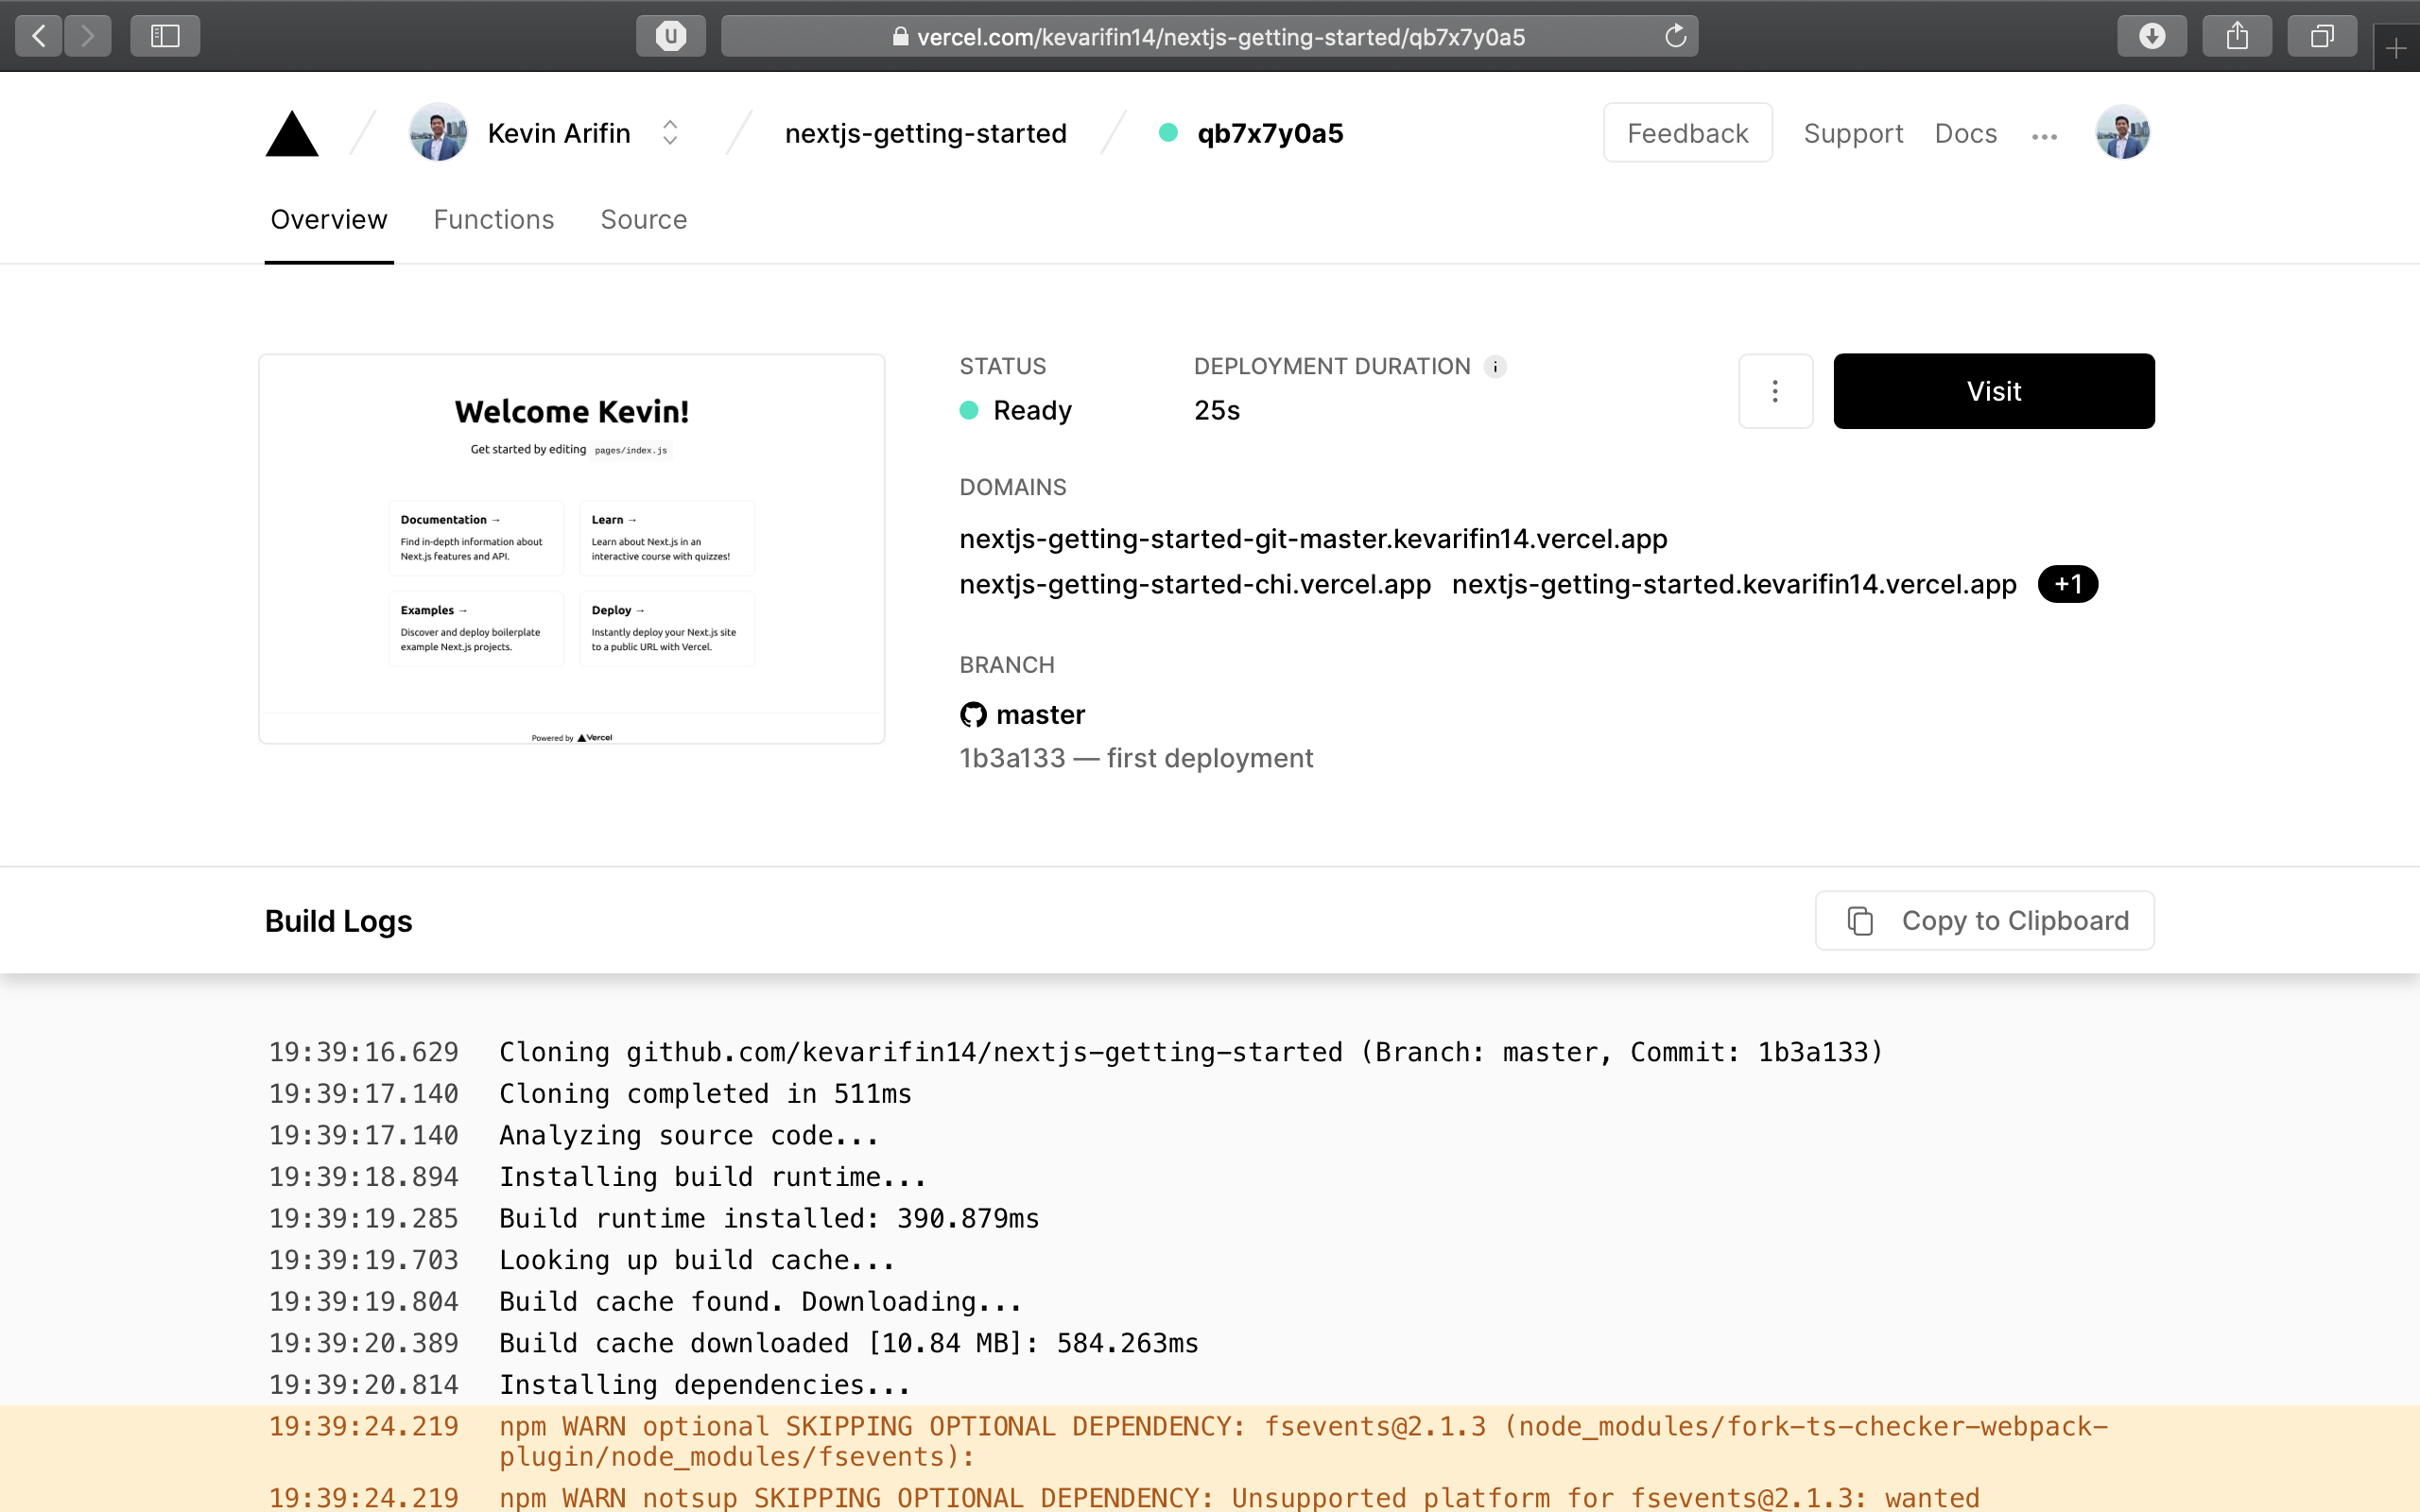 U
vercel.com/kevarifin14/nextjs-getting-started/qb7x7y0a5
Kevin Arifin
nextjs-getting-started
qb7x7y0a5
Feedback
Support
Docs
Overview
Functions
Source
Welcome Kevin!
Get started by editing pages/index.js
Documentation →
Find in-depth information about
Next.js features and API.
Learn →
Learn about Next.js in an
interactive course with quizzes!
Examples →
Discover and deploy boilerplate
example Next.js projects.
Deploy →
Instantly deploy your Next.js site
to a public URL with Vercel.
Powered by Vercel
STATUS
Ready
DEPLOYMENT DURATION i
25s
Visit
DOMAINS
nextjs-getting-started-git-master.kevarifin14.vercel.app
nextjs-getting-started-chi.vercel.app nextjs-getting-started.kevarifin14.vercel.app +1
BRANCH
master
1b3a133 — first deployment
Build Logs
Copy to Clipboard
19:39:16.629 Cloning github.com/kevarifin14/nextjs-getting-started (Branch: master, Commit: 1b3a133)
19:39:17.140 Cloning completed in 511ms
19:39:17.140 Analyzing source code...
19:39:18.894 Installing build runtime...
19:39:19.285 Build runtime installed: 390.879ms
19:39:19.703 Looking up build cache...
19:39:19.804 Build cache found. Downloading...
19:39:20.389 Build cache downloaded [10.84 MB]: 584.263ms
19:39:20.814 Installing dependencies...
19:39:24.219 npm WARN optional SKIPPING OPTIONAL DEPENDENCY: fsevents@2.1.3 (node_modules/fork-ts-checker-webpack-
plugin/node_modules/fsevents):
19:39:24.219 npm WARN notsup SKIPPING OPTIONAL DEPENDENCY: Unsupported platform for fsevents@2.1.3: wanted